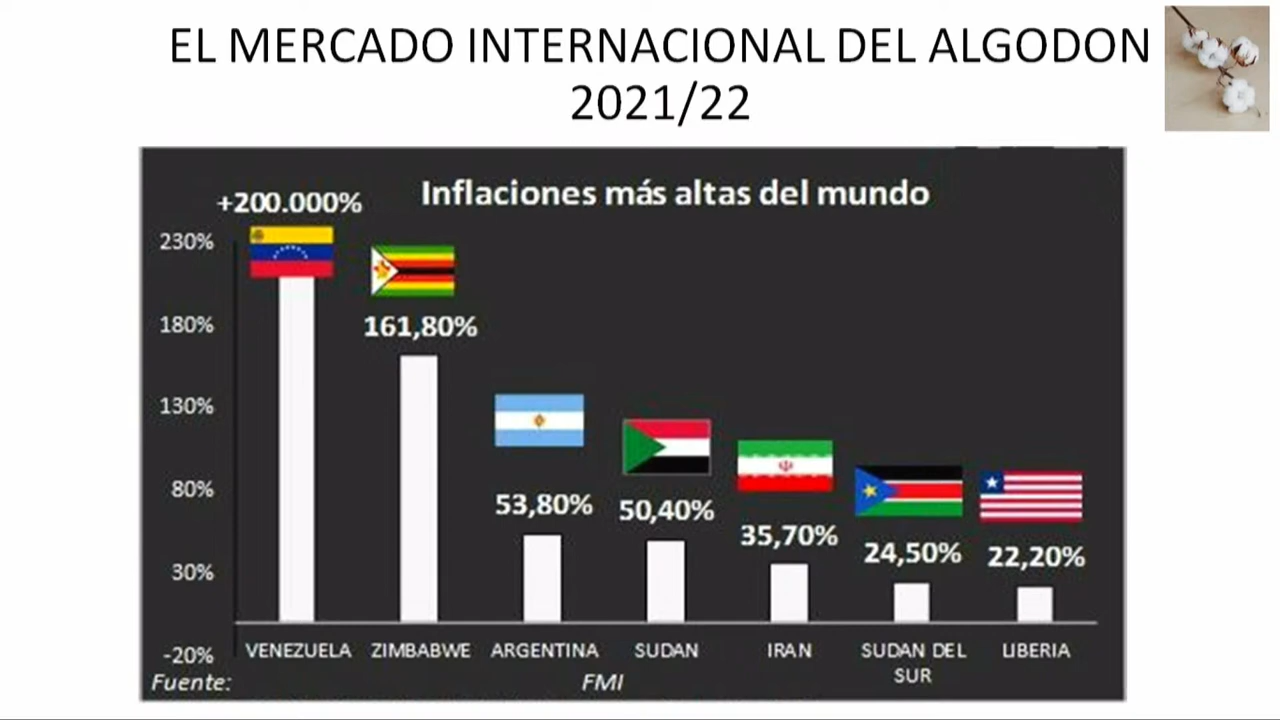 EL MERCADO INTERNACIONAL DEL ALGODON
2021/22
Inflaciones más altas del mundo
+200.000%
230%
180%
130%
80%
30%
-20%
161,80%
53,80%
50,40%
35,70%
24,50%
22,20%
VENEZUELA
ZIMBABWE
ARGENTINA
SUDAN
IRAN
SUDAN DEL
SUR
LIBERIA
Fuente:
FMI